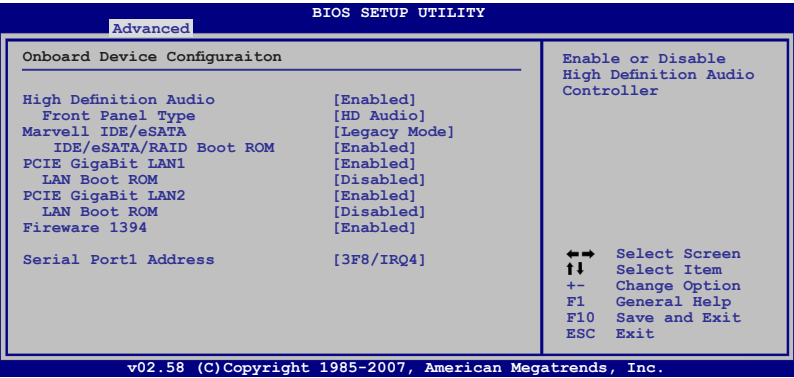 BIOS SETUP UTILITY
Advanced
Onboard Device Configuraiton
High Definition Audio [Enabled]
Front Panel Type [HD Audio]
Marvell IDE/eSATA [Legacy Mode]
IDE/eSATA/RAID Boot ROM [Enabled]
PCIE GigaBit LAN1 [Enabled]
LAN Boot ROM [Disabled]
PCIE GigaBit LAN2 [Enabled]
LAN Boot ROM [Disabled]
Fireware 1394 [Enabled]
Serial Port1 Address [3F8/IRQ4]
Enable or Disable
High Definition Audio
Controller
←→ Select Screen
↑↓ Select Item
+- Change Option
F1 General Help
F10 Save and Exit
ESC Exit
v02.58 (C)Copyright 1985-2007, American Megatrends, Inc.